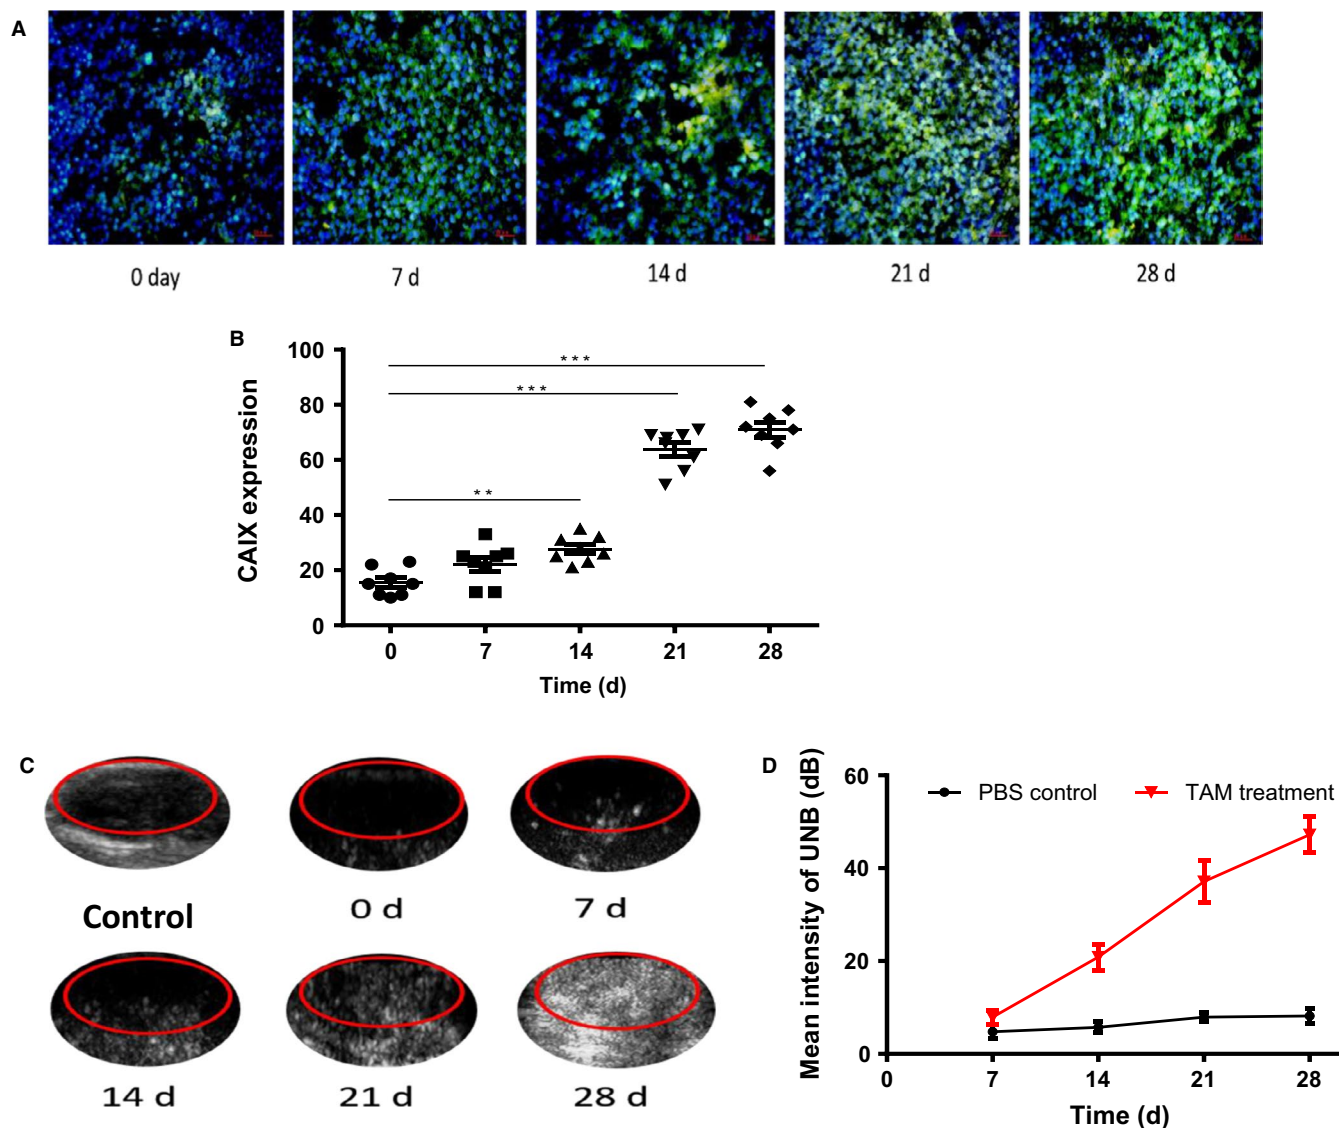 A
0 day
7 d
14 d
21 d
28 d
B
CAIX expression
100
80
60
40
20
0
***
***
**
0 7 14 21 28
Time (d)
C
Control
0 d
7 d
14 d
21 d
28 d
D
Mean intensity of UNB (dB)
60
40
20
0
PBS control
TAM treatment
0 7 14 21 28
Time (d)